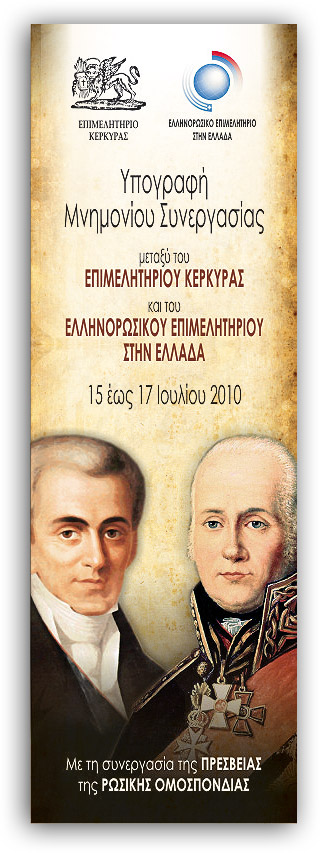 ΕΠΙΜΕΛΗΤΗΡΙΟ
ΚΕΡΚΥΡΑΣ
ΕΛΛΗΝΟΡΩΣΙΚΟ ΕΠΙΜΕΛΗΤΗΡΙΟ
ΣΤΗΝ ΕΛΛΑΔΑ
Υπογραφή
Μνημονίου Συνεργασίας
μεταξύ του
ΕΠΙΜΕΛΗΤΗΡΙΟΥ ΚΕΡΚΥΡΑΣ
και του
ΕΛΛΗΝΟΡΩΣΙΚΟΥ ΕΠΙΜΕΛΗΤΗΡΙΟΥ
ΣΤΗΝ ΕΛΛΑΔΑ
15 έως 17 Ιουλίου 2010
Με τη συνεργασία της ΠΡΕΣΒΕΙΑΣ
της ΡΩΣΙΚΗΣ ΟΜΟΣΠΟΝΔΙΑΣ